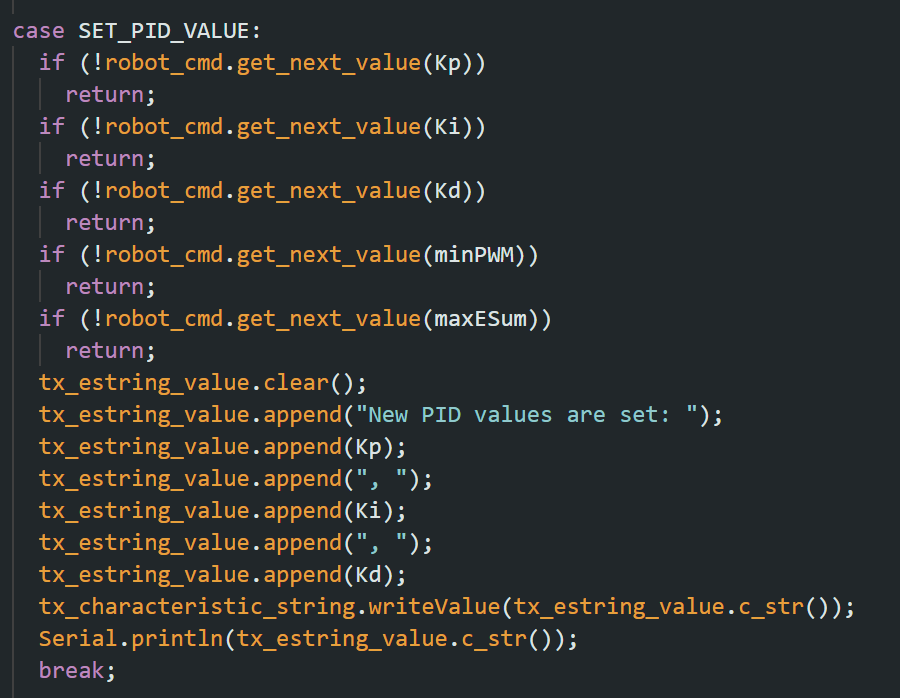 case SET_PID_VALUE:
  if (!robot_cmd.get_next_value(Kp))
    return;
  if (!robot_cmd.get_next_value(Ki))
    return;
  if (!robot_cmd.get_next_value(Kd))
    return;
  if (!robot_cmd.get_next_value(minPWM))
    return;
  if (!robot_cmd.get_next_value(maxESum))
    return;
  tx_estring_value.clear();
  tx_estring_value.append("New PID values are set: ");
  tx_estring_value.append(Kp);
  tx_estring_value.append(", ");
  tx_estring_value.append(Ki);
  tx_estring_value.append(", ");
  tx_estring_value.append(Kd);
  tx_characteristic_string.writeValue(tx_estring_value.c_str());
  Serial.println(tx_estring_value.c_str());
  break;